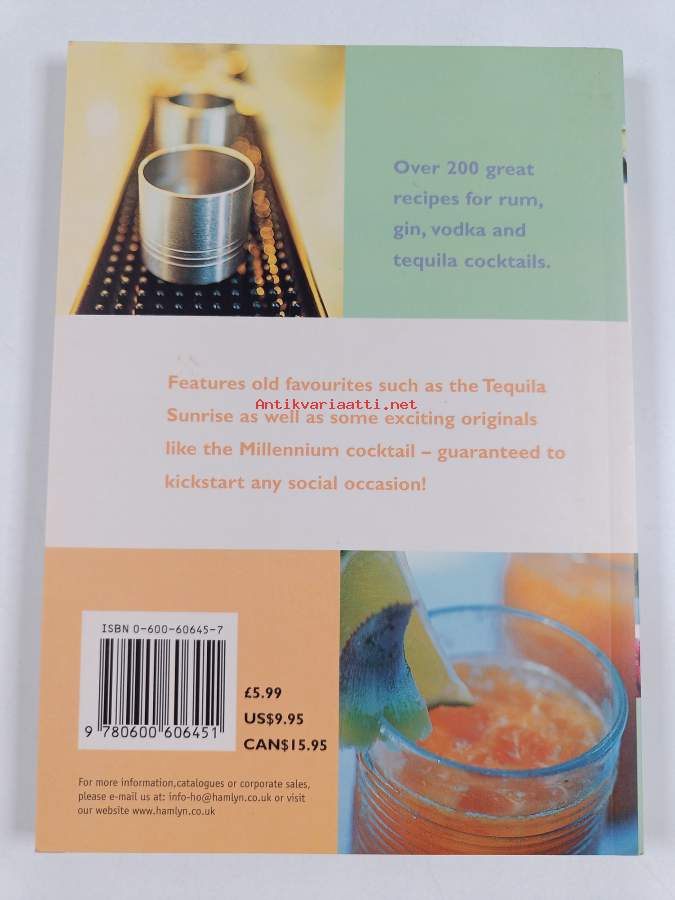 Over 200 great
recipes for rum,
gin, vodka and
tequila cocktails.
Features old favourites such as the Tequila
Antikvariaatti.net
Sunrise as well as some exciting originals
like the Millennium cocktail – guaranteed to
kickstart any social occasion!
ISBN 0-600-60645-7
9 780600 606451
£5.99
US$9.95
CAN$15.95
For more information,catalogues or corporate sales,
please e-mail us at: info-ho@hamlyn.co.uk or visit
our website www.hamlyn.co.uk